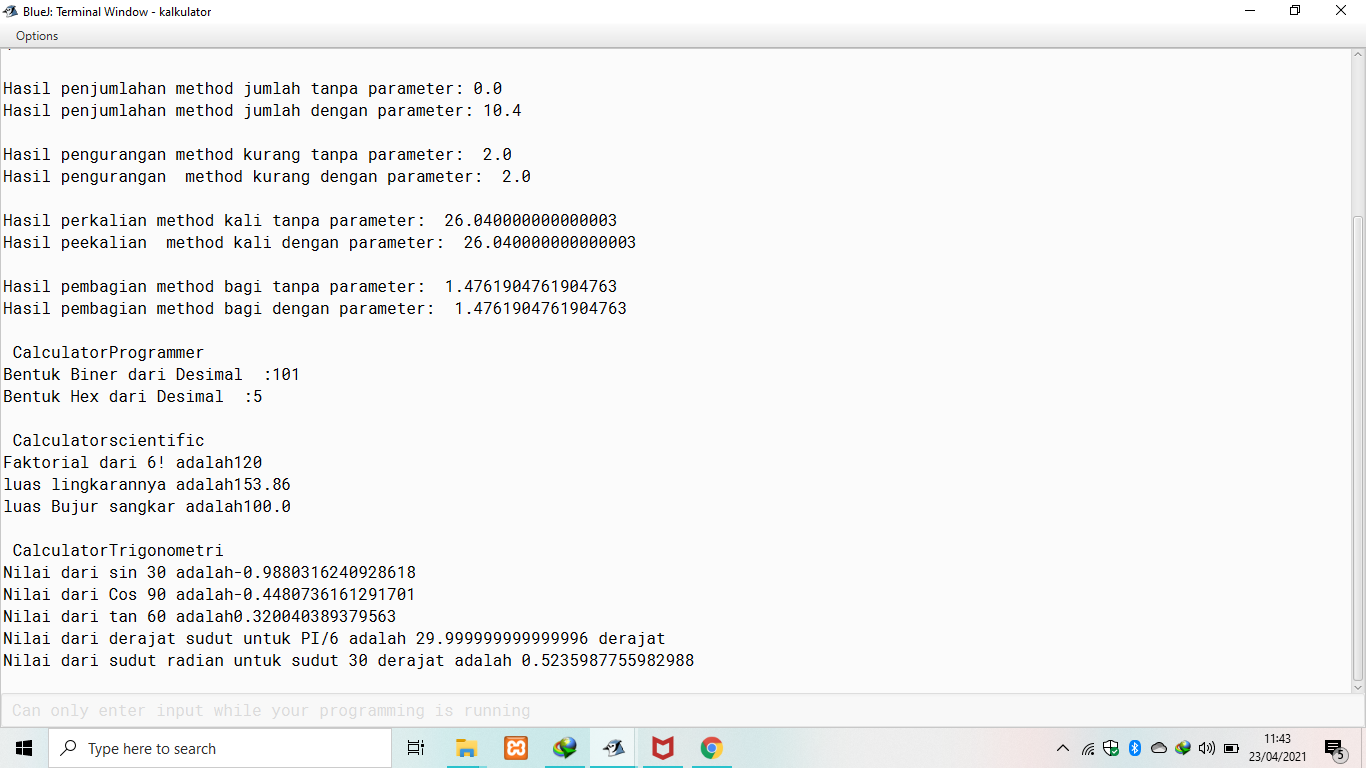 BlueJ: Terminal Window - kalkulator
Options
Hasil penjumlahan method jumlah tanpa parameter: 0.0
Hasil penjumlahan method jumlah dengan parameter: 10.4
Hasil pengurangan method kurang tanpa parameter:  2.0
Hasil pengurangan  method kurang dengan parameter:  2.0
Hasil perkalian method kali tanpa parameter:  26.040000000000003
Hasil peekalian  method kali dengan parameter:  26.040000000000003
Hasil pembagian method bagi tanpa parameter:  1.4761904761904763
Hasil pembagian method bagi dengan parameter:  1.4761904761904763
CalculatorProgrammer
Bentuk Biner dari Desimal  :101
Bentuk Hex dari Desimal  :5
Calculatorscientific
Faktorial dari 6! adalah120
luas lingkarannya adalah153.86
luas Bujur sangkar adalah100.0
CalculatorTrigonometri
Nilai dari sin 30 adalah-0.9880316240928618
Nilai dari Cos 90 adalah-0.4480736161291701
Nilai dari tan 60 adalah0.320040389379563
Nilai dari derajat sudut untuk PI/6 adalah 29.999999999999996 derajat
Nilai dari sudut radian untuk sudut 30 derajat adalah 0.5235987755982988
Can only enter input while your programming is running
Type here to search
11:43
23/04/2021
5